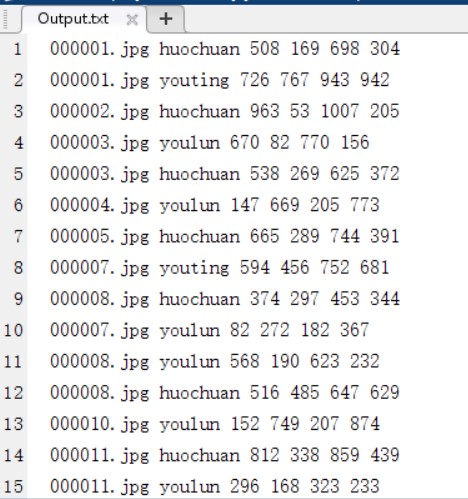 Output.txt
1 000001.jpg huochuan 508 169 698 304
2 000001.jpg youting 726 767 943 942
3 000002.jpg huochuan 963 53 1007 205
4 000003.jpg youlun 670 82 770 156
5 000003.jpg huochuan 538 269 625 372
6 000004.jpg youlun 147 669 205 773
7 000005.jpg huochuan 665 289 744 391
8 000007.jpg youting 594 456 752 681
9 000008.jpg huochuan 374 297 453 344
10 000007.jpg youlun 82 272 182 367
11 000008.jpg youlun 568 190 623 232
12 000008.jpg huochuan 516 485 647 629
13 000010.jpg youlun 152 749 207 874
14 000011.jpg huochuan 812 338 859 439
15 000011.jpg youlun 296 168 323 233